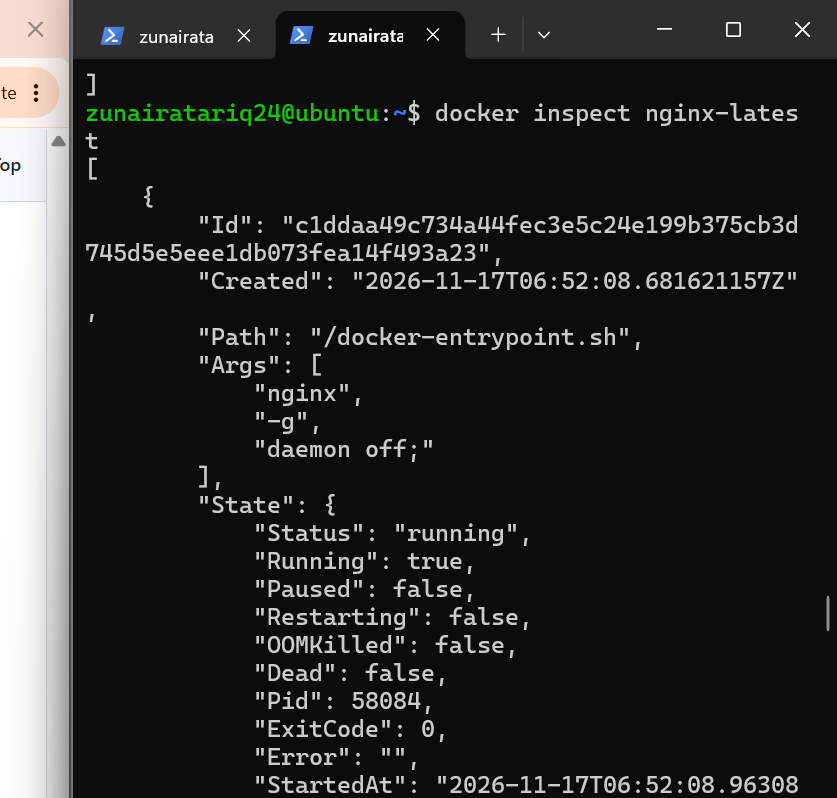 te
Top
zunairata
zunairata
]
zunairatariq24@ubuntu:~$ docker inspect nginx-lates
t
[
    {
        "Id": "c1ddaa49c734a44fec3e5c24e199b375cb3d
745d5e5eee1db073fea14f493a23",
        "Created": "2026-11-17T06:52:08.681621157Z"
,
        "Path": "/docker-entrypoint.sh",
        "Args": [
            "nginx",
            "-g",
            "daemon off;"
        ],
        "State": {
            "Status": "running",
            "Running": true,
            "Paused": false,
            "Restarting": false,
            "OOMKilled": false,
            "Dead": false,
            "Pid": 58084,
            "ExitCode": 0,
            "Error": "",
            "StartedAt": "2026-11-17T06:52:08.96308